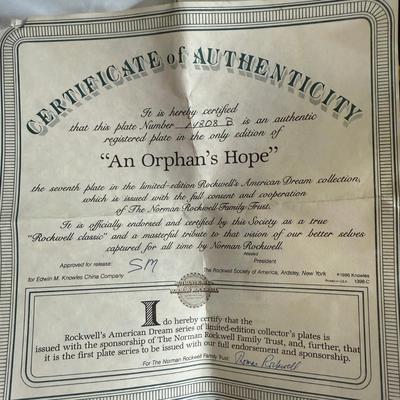 CERTIFICATE of AUTHENTICITY
It is hereby certified
that this plate Number 14808 B is an authentic
registered plate in the only edition of
“An Orphan's Hope”
the seventh plate in the limited-edition Rockwell's American Dream collection,
which is issued with the full consent and cooperation
of The Norman Rockwell Family Trust.
It is officially endorsed and certified by this Society as a true
"Rockwell classic" and a masterful tribute to that vision of our better selves
captured for all time by Norman Rockwell.
Attested
Approved for release:
President
SM
for Edwin M. Knowles China Company
The Rockwell Society of America, Ardsley, New York
©1986 Knowles
Printed in U.S.A.
1396-C
I do hereby certify that the
Rockwell's American Dream series of limited-edition collector's plates is
issued with the sponsorship of The Norman Rockwell Family Trust, and, further, that
it is the first plate series to be issued with our full endorsement and sponsorship.
For The Norman Rockwell Family Trust: Thomas Rockwell